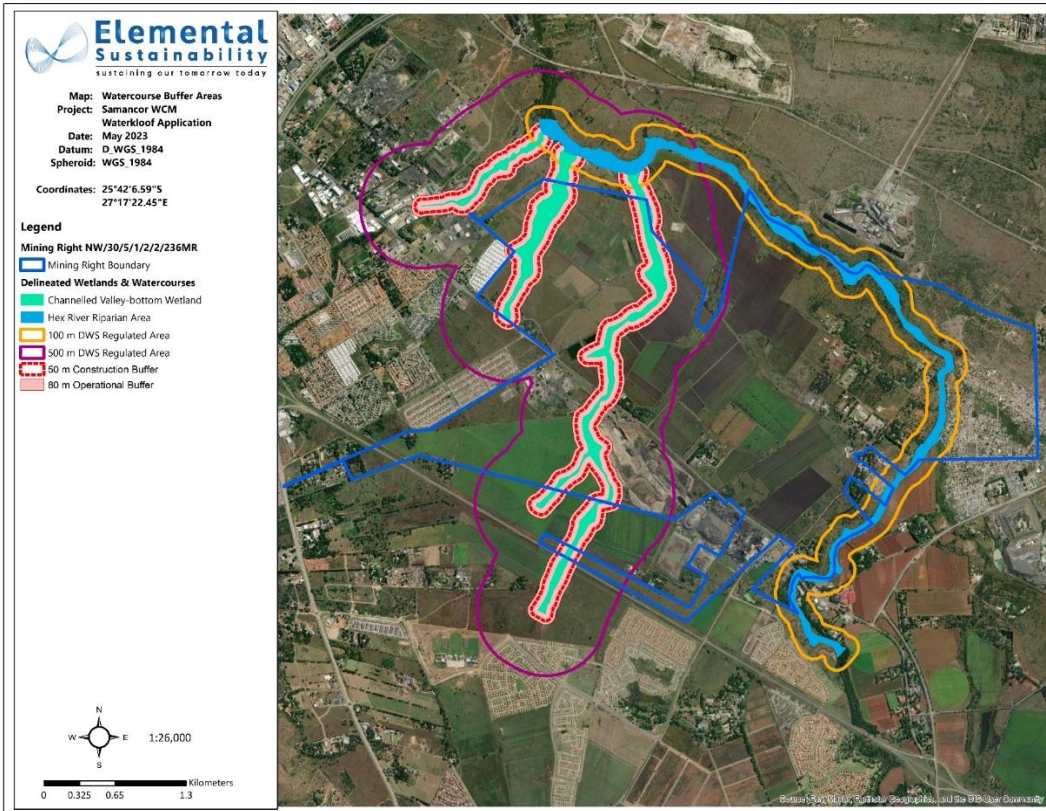 Elemental
Sustainability
sustaining our tomorrow today
Map: Watercourse Buffer Areas
Project: Samancor WCM
Waterkloof Application
Date: May 2023
Datum: D_WGS_1984
Spheroid: WGS_1984
Coordinates: 25°42'6.59"S
27°17'22.45"E
Legend
Mining Right NW/30/5/1/2/2/236MR
Mining Right Boundary
Delineated Wetlands & Watercourses
Channelled Valley-bottom Wetland
Hex River Riparian Area
100 m DWS Regulated Area
500 m DWS Regulated Area
50 m Construction Buffer
80 m Operational Buffer
N
W E 1:26,000
S
Kilometers
0 0.325 0.65 1.3
Source: Esri, Maxar, Earthstar Geographics, and the GIS User Community